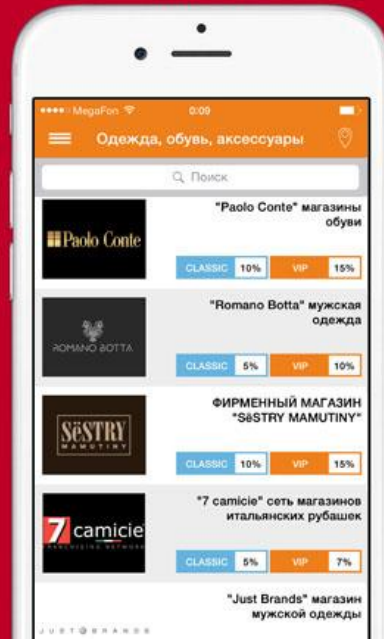 MegaFon 0:09
Одежда, обувь, аксессуары
Поиск
Paolo Conte
"Paolo Conte" магазины
обуви
CLASSIC 10% VIP 15%
ROMANO BOTTA
"Romano Botta" мужская
одежда
CLASSIC 5% VIP 10%
SёSTRY
MAMUTINY
ФИРМЕННЫЙ МАГАЗИН
"SёSTRY MAMUTINY"
CLASSIC 10% VIP 15%
7 camicie
FRANCHISING NETWORK
"7 camicie" сеть магазинов
итальянских рубашек
CLASSIC 5% VIP 7%
JUST BRANDS
"Just Brands" магазин
мужской одежды